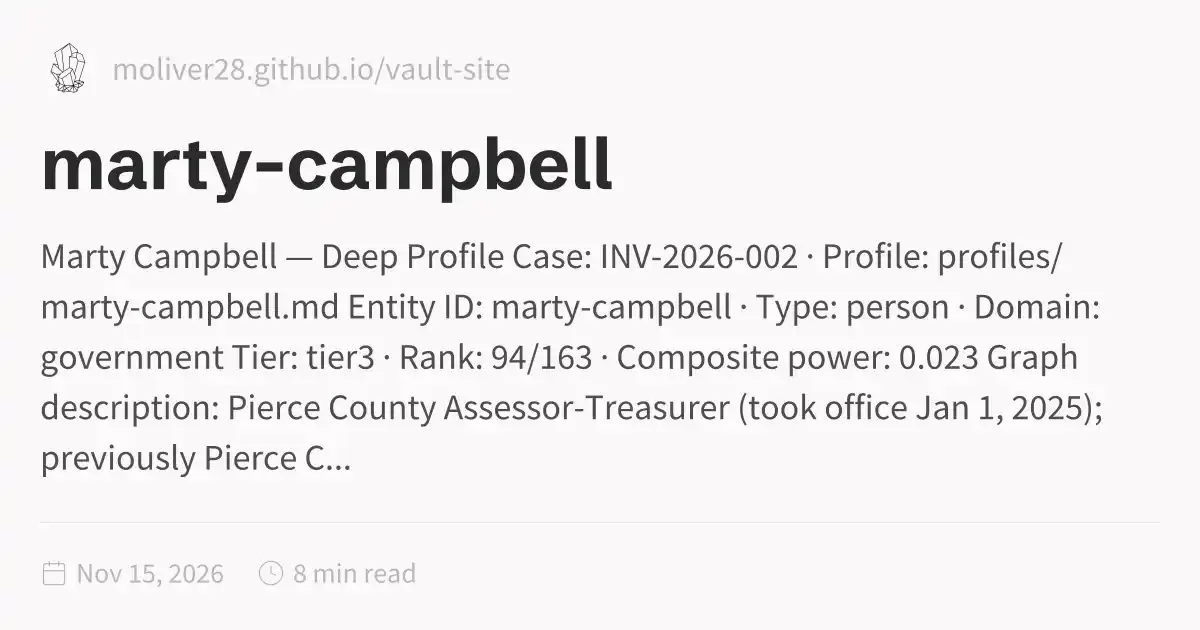 moliver28.github.io/vault-site
marty-campbell
Marty Campbell — Deep Profile Case: INV-2026-002 · Profile: profiles/
marty-campbell.md Entity ID: marty-campbell · Type: person · Domain:
government Tier: tier3 · Rank: 94/163 · Composite power: 0.023 Graph
description: Pierce County Assessor-Treasurer (took office Jan 1, 2025);
previously Pierce C...
Nov 15, 2026 8 min read